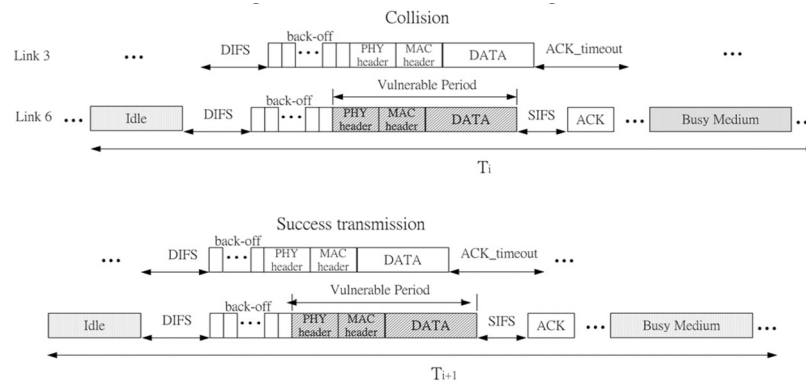 Collision
Link 3 ... DIFS back-off ... PHY header MAC header DATA ACK_timeout ...
Vulnerable Period
Link 6 ... Idle DIFS back-off ... PHY header MAC header DATA SIFS ACK ... Busy Medium ...
Ti
Success transmission
... DIFS back-off ... PHY header MAC header DATA ACK_timeout ...
Vulnerable Period
Idle DIFS back-off ... PHY header MAC header DATA SIFS ACK ... Busy Medium ...
Ti+1